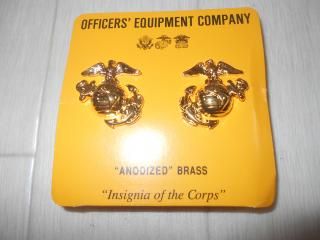 OFFICERS' EQUIPMENT COMPANY
"ANODIZED" BRASS
"Insignia of the Corps"